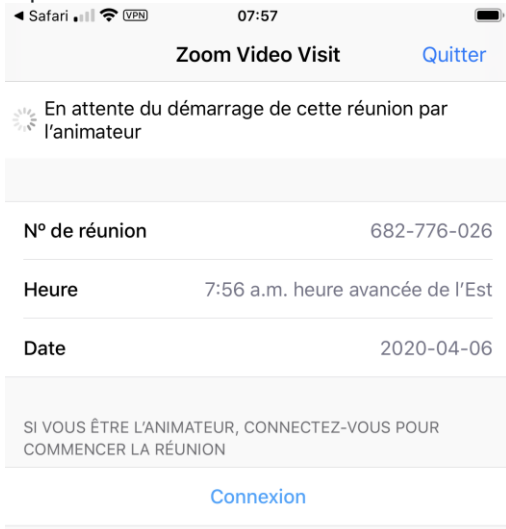 Safari VPN 07:57
Zoom Video Visit Quitter
En attente du démarrage de cette réunion par
l'animateur
Nº de réunion 682-776-026
Heure 7:56 a.m. heure avancée de l'Est
Date 2020-04-06
SI VOUS ÊTRE L'ANIMATEUR, CONNECTEZ-VOUS POUR
COMMENCER LA RÉUNION
Connexion